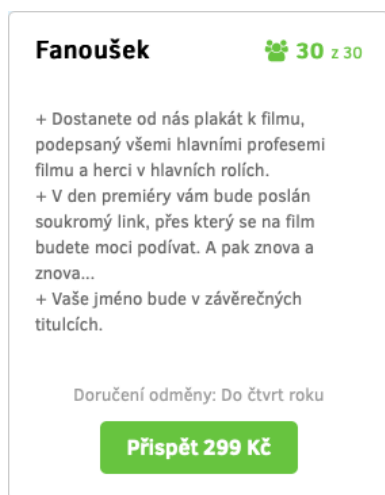 Fanoušek 30 z 30
+ Dostanete od nás plakát k filmu,
podepsaný všemi hlavními profesemi
filmu a herci v hlavních rolích.
+ V den premiéry vám bude poslán
soukromý link, přes který se na film
budete moci podívat. A pak znova a
znova...
+ Vaše jméno bude v závěrečných
titulcích.
Doručení odměny: Do čtvrt roku
Přispět 299 Kč